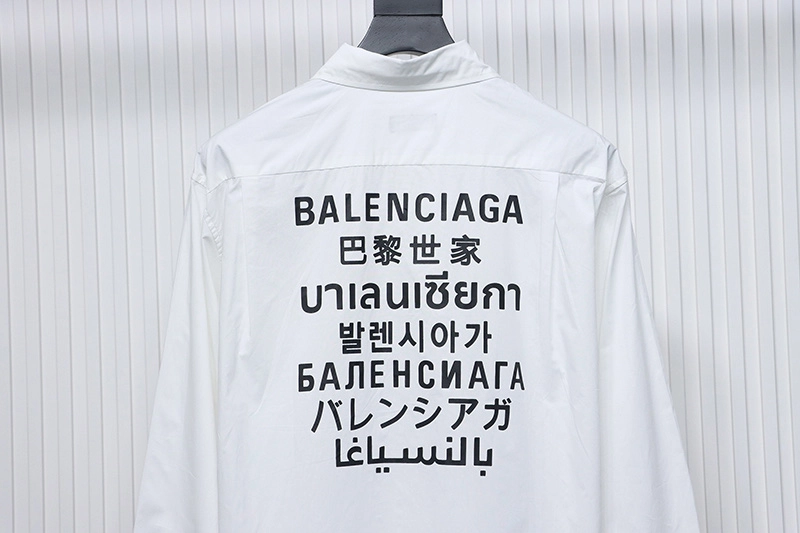 BALENCIAGA
巴黎世家
บาเลนเซียกา
발렌시아가
БАЛЕНСИАГА
バレンシアガ
بالنسياغا